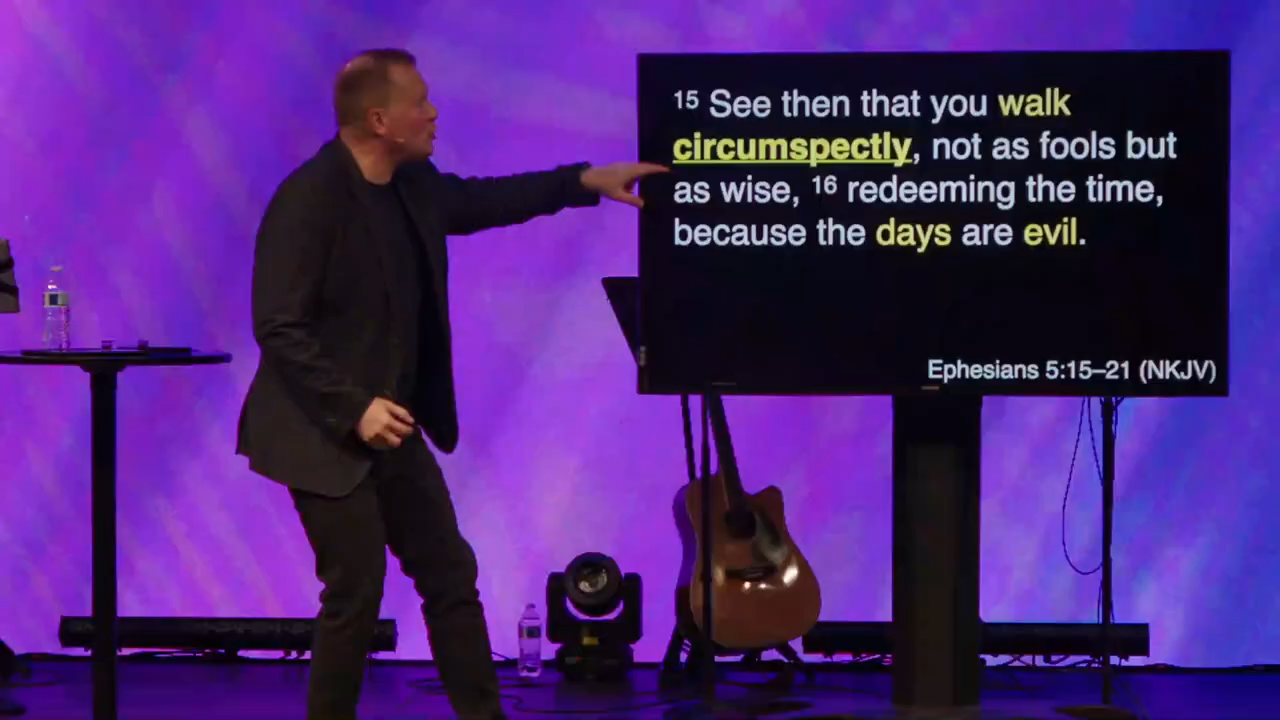 15 See then that you walk
circumspectly, not as fools but
as wise, 16 redeeming the time,
because the days are evil.
Ephesians 5:15–21 (NKJV)